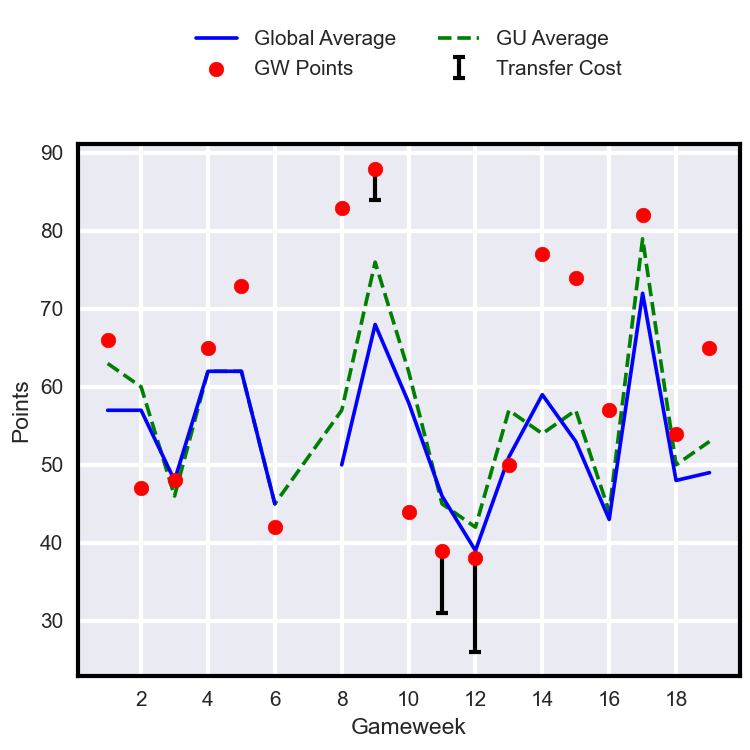 Global Average
GU Average
GW Points
Transfer Cost
90
80
70
60
50
40
30
Points
2 4 6 8 10 12 14 16 18
Gameweek